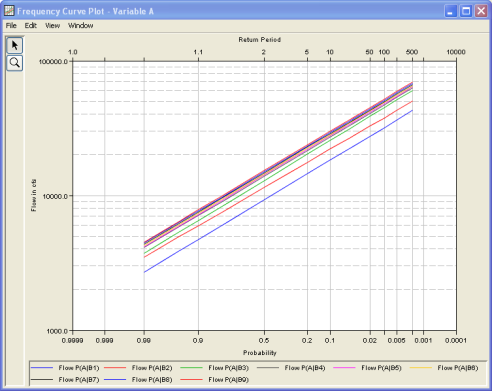 Frequency Curve Plot - Variable A
File Edit View Window
Return Period
1.0 1.1 2 5 10 50 100 500 10000
100000.0
10000.0
1000.0
Flow in cfs
0.9999 0.999 0.99 0.9 0.5 0.2 0.1 0.02 0.005 0.001 0.0001
Probability
Flow P(A|B1) Flow P(A|B2) Flow P(A|B3) Flow P(A|B4) Flow P(A|B5) Flow P(A|B6)
Flow P(A|B7) Flow P(A|B8) Flow P(A|B9)